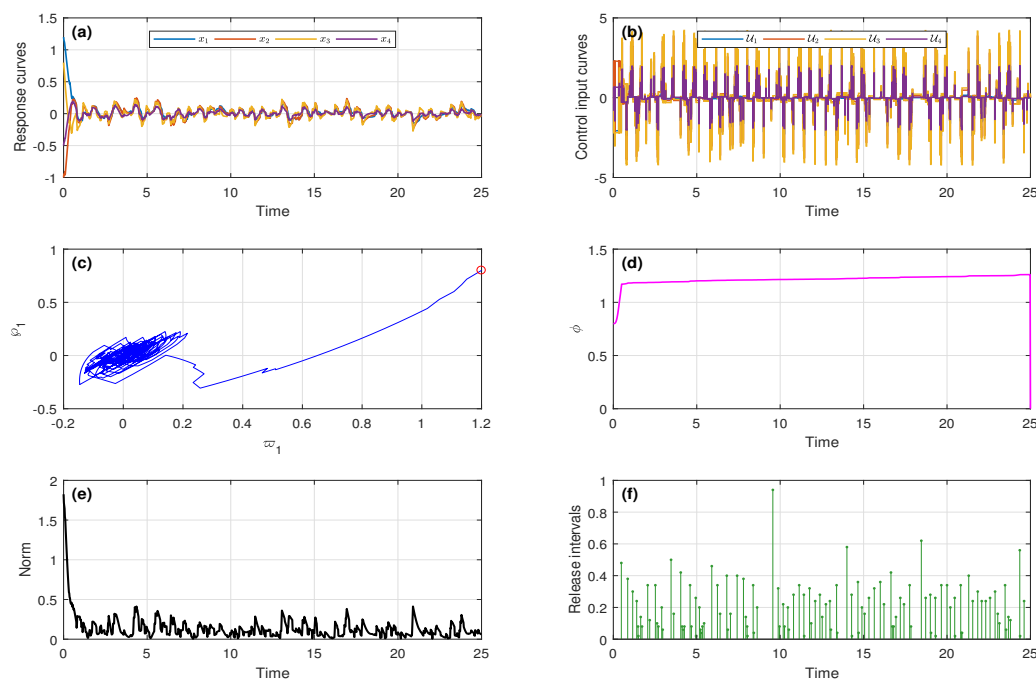 (a)
x₁ x₂ x₃ x₄
Response curves
1.5
1
0.5
0
-0.5
-1
0 5 10 15 20 25
Time
(b)
𝒰₁ 𝒰₂ 𝒰₃ 𝒰₄
Control input curves
5
0
-5
0 5 10 15 20 25
Time
(c)
℘₁
1
0.5
0
-0.5
-0.2 0 0.2 0.4 0.6 0.8 1 1.2
ϖ₁
(d)
ϕ
1.5
1
0.5
0
0 5 10 15 20 25
Time
(e)
Norm
2
1.5
1
0.5
0
0 5 10 15 20 25
Time
(f)
Release intervals
1
0.8
0.6
0.4
0.2
0
0 5 10 15 20 25
Time